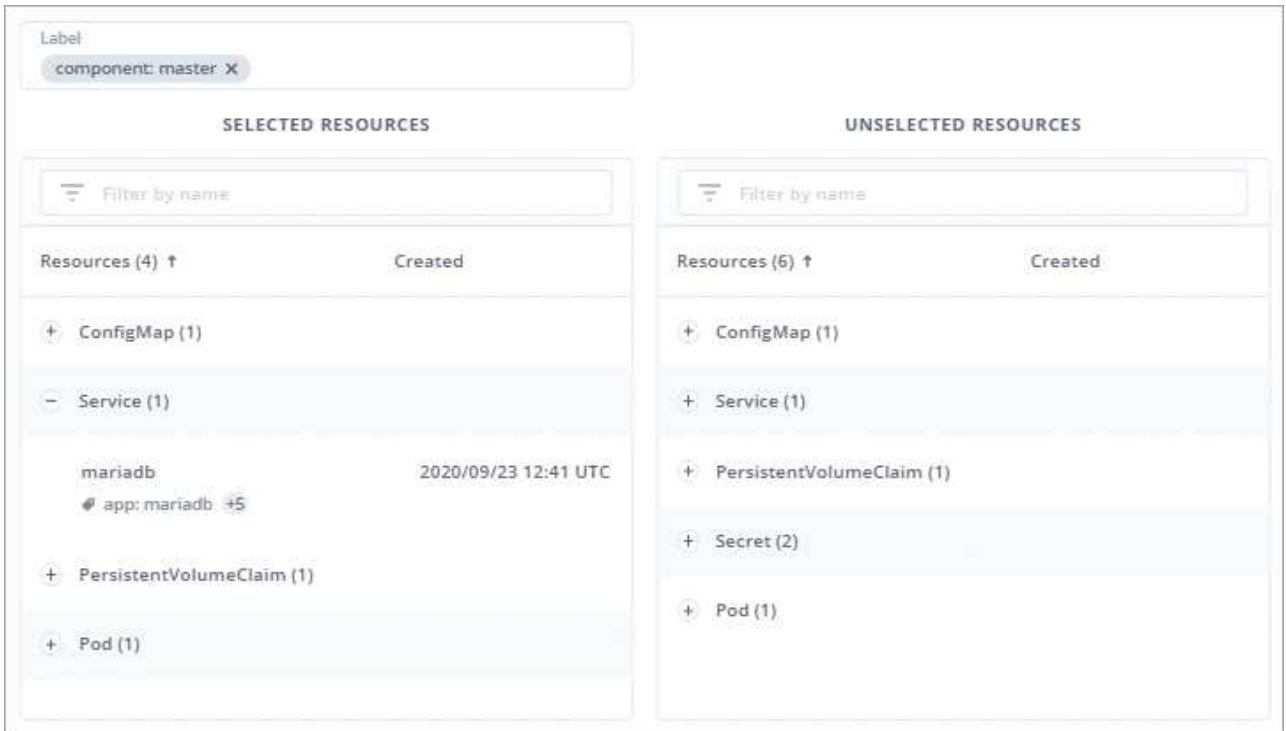 Label
component: master ×
SELECTED RESOURCES
Filter by name
Resources (4) ↑ Created
+ ConfigMap (1)
− Service (1)
mariadb 2020/09/23 12:41 UTC
app: mariadb +5
+ PersistentVolumeClaim (1)
+ Pod (1)
UNSELECTED RESOURCES
Filter by name
Resources (6) ↑ Created
+ ConfigMap (1)
+ Service (1)
+ PersistentVolumeClaim (1)
+ Secret (2)
+ Pod (1)